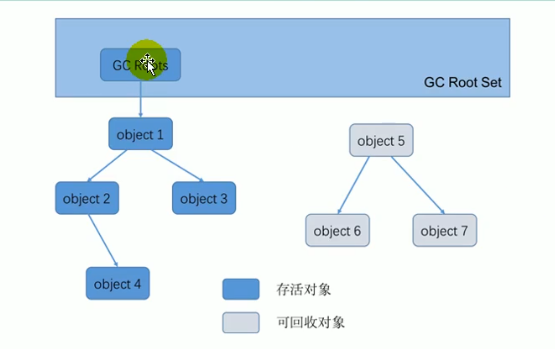 GC Roots
GC Root Set
object 1
object 5
object 2
object 3
object 6
object 7
object 4
存活对象
可回收对象